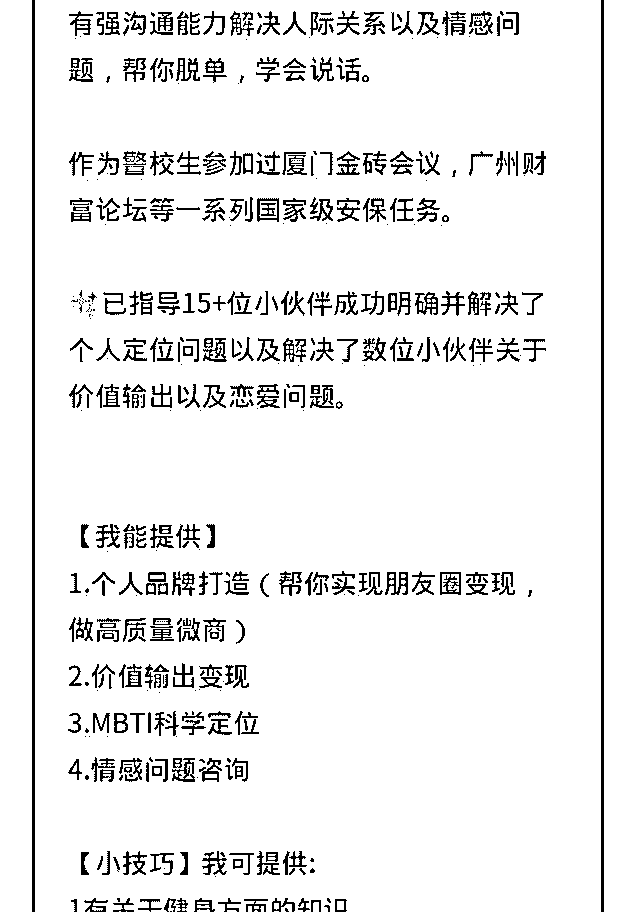 有强沟通能力解决人际关系以及情感问
题，帮你脱单，学会说话。
作为警校生参加过厦门金砖会议，广州财
富论坛等一系列国家级安保任务。
已指导15+位小伙伴成功明确并解决了
个人定位问题以及解决了数位小伙伴关于
价值输出以及恋爱问题。
【我能提供】
1.个人品牌打造（帮你实现朋友圈变现，
做高质量微商）
2.价值输出变现
3.MBTI科学定位
4.情感问题咨询
【小技巧】我可提供:
1有关于健身方面的知识